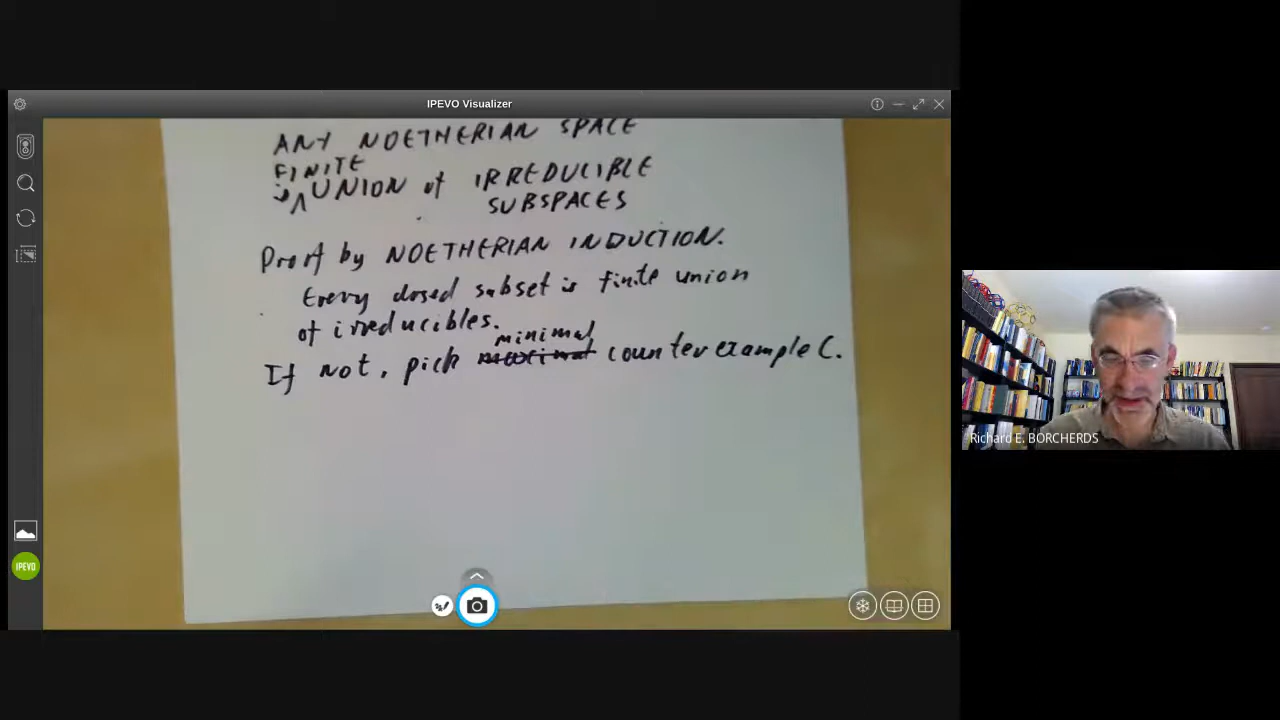 IPEVO Visualizer
ANY NOETHERIAN SPACE
FINITE
is ∧ UNION of IRREDUCIBLE
SUBSPACES
Proof by NOETHERIAN INDUCTION.
Every closed subset is finite union
of irreducibles.
minimal
If not, pick maximal counterexample C.
IPEVO
Richard E. BORCHERDS